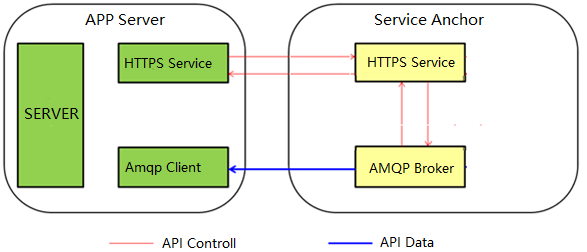 APP Server
Service Anchor
HTTPS Service
HTTPS Service
SERVER
Amqp Client
AMQP Broker
API Controll
API Data